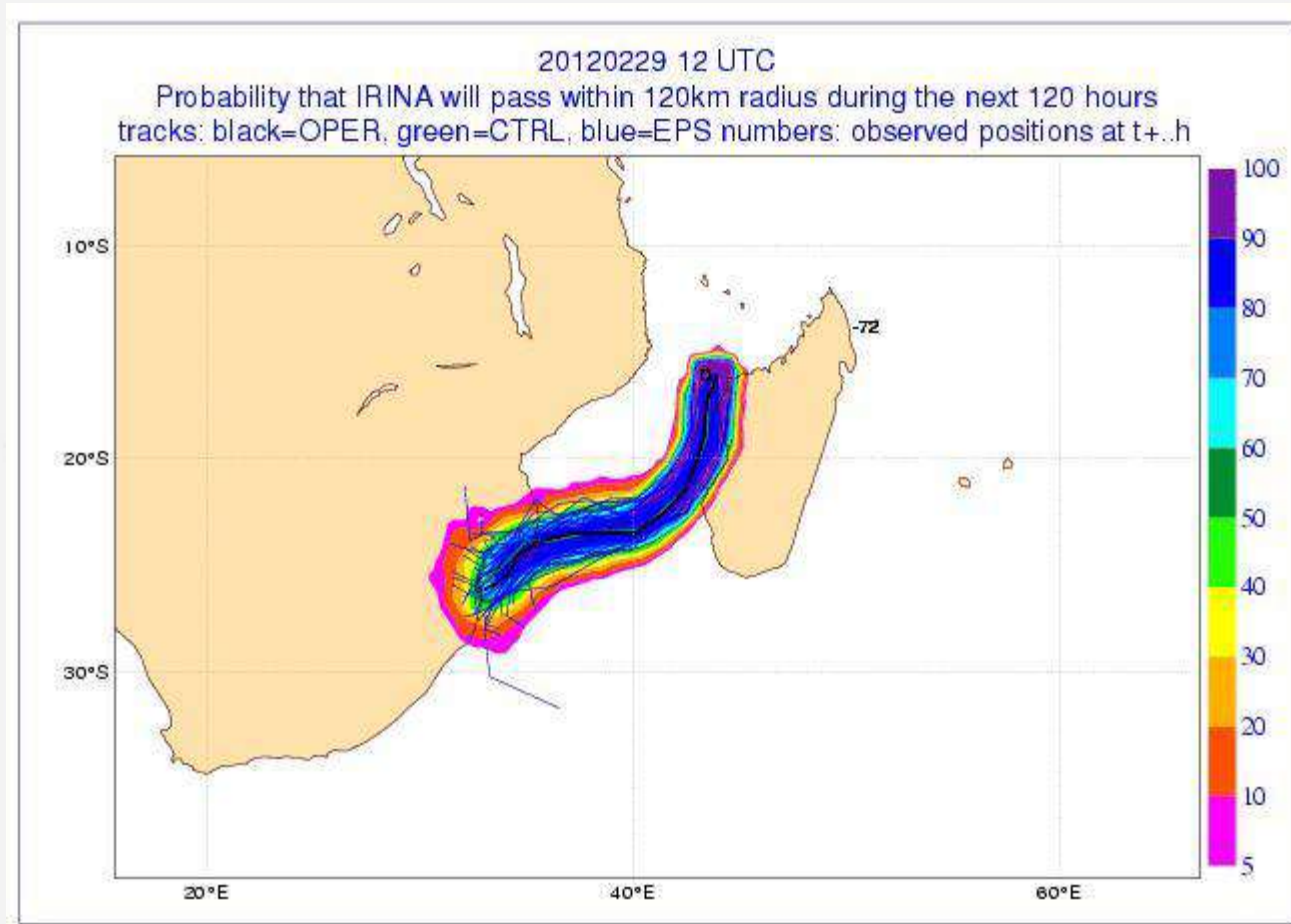 20120229 12 UTC
Probability that IRINA will pass within 120km radius during the next 120 hours
tracks: black=OPER, green=CTRL, blue=EPS numbers: observed positions at t+..h
100
90
80
70
60
50
40
30
20
10
5
10°S
20°S
30°S
-72
0
20°E
40°E
60°E